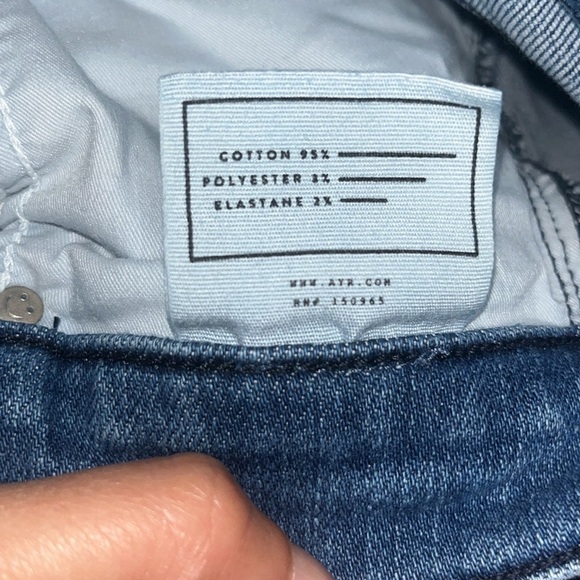 COTTON 95%
POLYESTER 3%
ELASTANE 2%
WWW.AYR.COM
RN# 150965